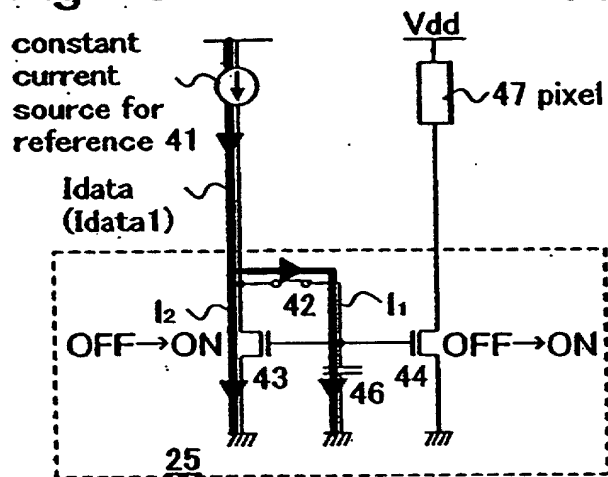 constant
current
source for
reference 41
Vdd
47 pixel
Idata
(Idata1)
I2
42
I1
OFF→ON
43
46
44
OFF→ON
25